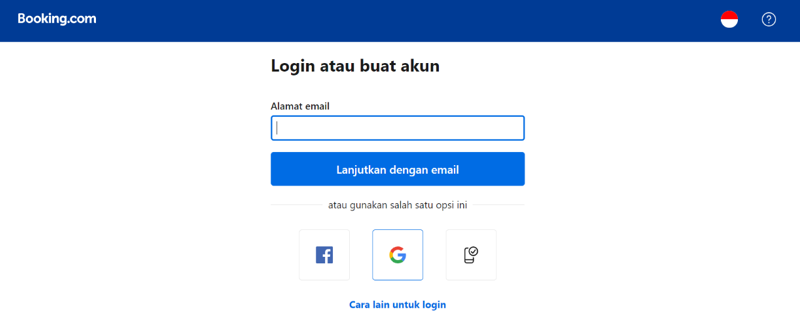 Booking.com
Login atau buat akun
Alamat email
Lanjutkan dengan email
atau gunakan salah satu opsi ini
Cara lain untuk login